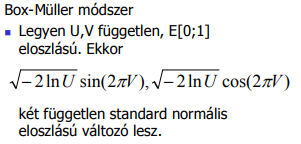 Box-Müller módszer
▪ Legyen U,V független, E[0;1]
eloszlású. Ekkor
√−2 ln U sin(2πV), √−2 ln U cos(2πV)
két független standard normális
eloszlású változó lesz.